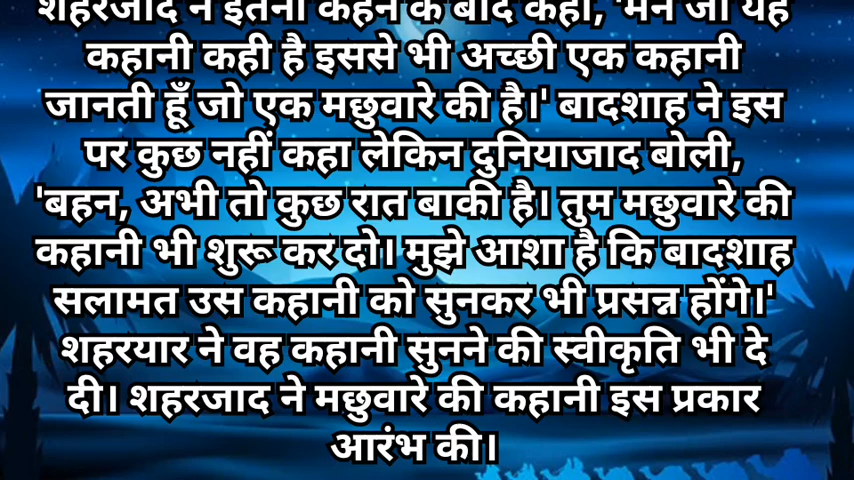 शहरजाद ने इतना कहने के बाद कहा, 'मैंने जो यह
कहानी कही है इससे भी अच्छी एक कहानी
जानती हूँ जो एक मछुवारे की है।' बादशाह ने इस
पर कुछ नहीं कहा लेकिन दुनियाजाद बोली,
'बहन, अभी तो कुछ रात बाकी है। तुम मछुवारे की
कहानी भी शुरू कर दो। मुझे आशा है कि बादशाह
सलामत उस कहानी को सुनकर भी प्रसन्न होंगे।'
शहरयार ने वह कहानी सुनने की स्वीकृति भी दे
दी। शहरजाद ने मछुवारे की कहानी इस प्रकार
आरंभ की।